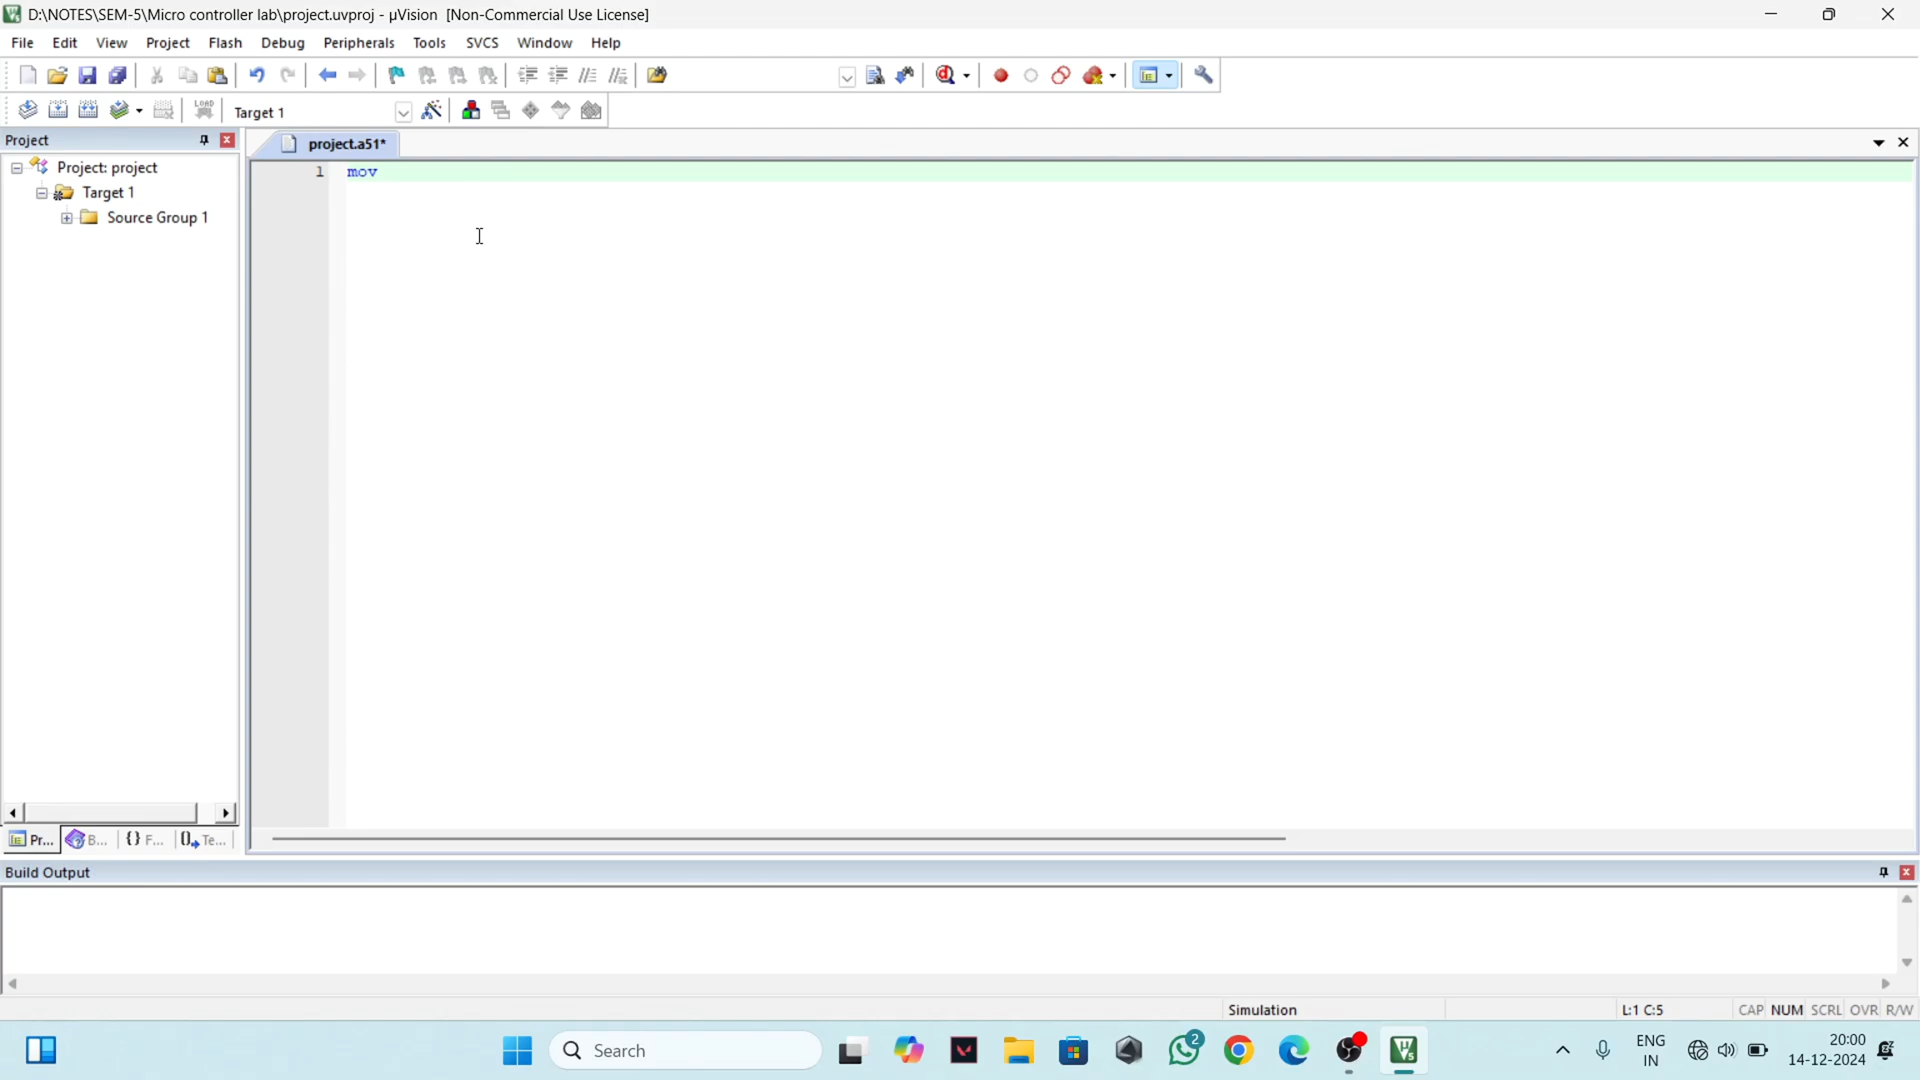 D:\NOTES\SEM-5\Micro controller lab\project.uvproj - µVision [Non-Commercial Use License]
File Edit View Project Flash Debug Peripherals Tools SVCS Window Help
LOAD Target 1
Project
project.a51*
Project: project
1 mov
Target 1
Source Group 1
Pr... B... {} F... Te...
Build Output
Simulation L:1 C:5 CAP NUM SCRL OVR R/W
Search
2
ENG
IN
20:00
14-12-2024